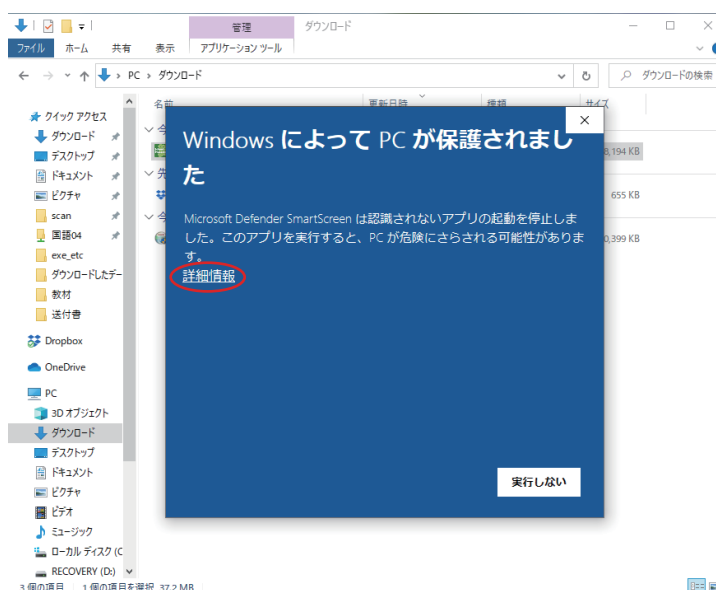 管理
ダウンロード
ファイル ホーム 共有 表示 アプリケーション ツール
PC › ダウンロード
ダウンロードの検索
名前 更新日時 種類 サイズ
クイック アクセス
ダウンロード
デスクトップ
ドキュメント
ピクチャ
scan
国語04
exe_etc
ダウンロードしたデー
教材
送付書
Dropbox
OneDrive
PC
3D オブジェクト
ダウンロード
デスクトップ
ドキュメント
ピクチャ
ビデオ
ミュージック
ローカル ディスク (C
RECOVERY (D:)
Windows によって PC が保護されまし
た
Microsoft Defender SmartScreen は認識されないアプリの起動を停止しま
した。このアプリを実行すると、PC が危険にさらされる可能性がありま
す。
詳細情報
実行しない
655 KB
3 個の項目 1 個の項目を選択 37.2 MB